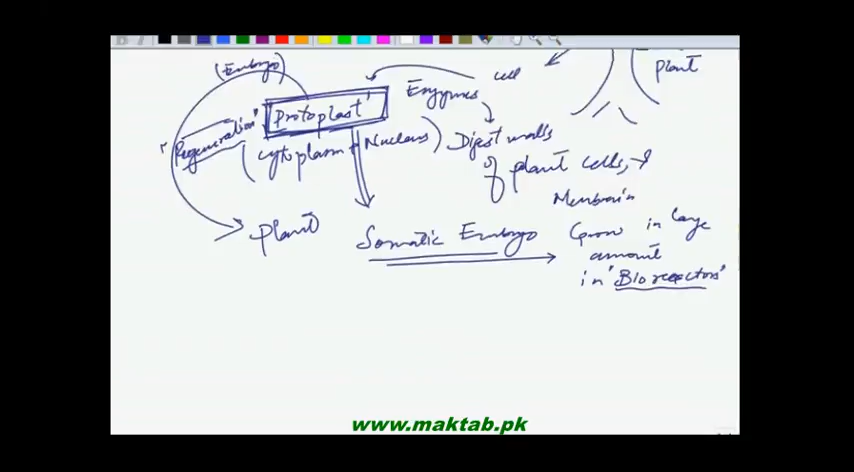 (Embryo)
cell
plant
Enzymes
Protoplast'
"Regeneration"
(cytoplasm + Nucleus)
Digest walls
of plant cells,
Membrain
plant
Somatic Embryo
Grow in large
amount
in "Bioreactors"
www.maktab.pk